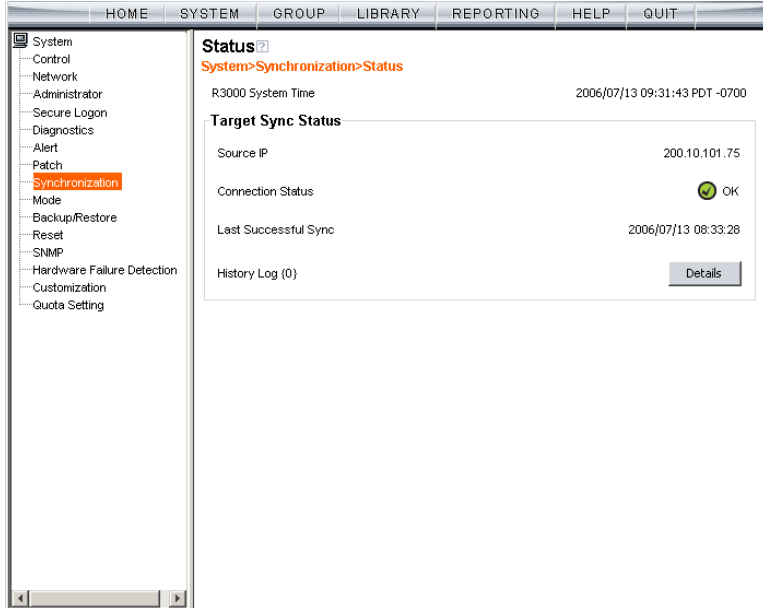 HOME SYSTEM GROUP LIBRARY REPORTING HELP QUIT
System
Control
Network
Administrator
Secure Logon
Diagnostics
Alert
Patch
Synchronization
Mode
Backup/Restore
Reset
SNMP
Hardware Failure Detection
Customization
Quota Setting
Status?
System>Synchronization>Status
R3000 System Time 2006/07/13 09:31:43 PDT -0700
Target Sync Status
Source IP 200.10.101.75
Connection Status OK
Last Successful Sync 2006/07/13 08:33:28
History Log {0} Details